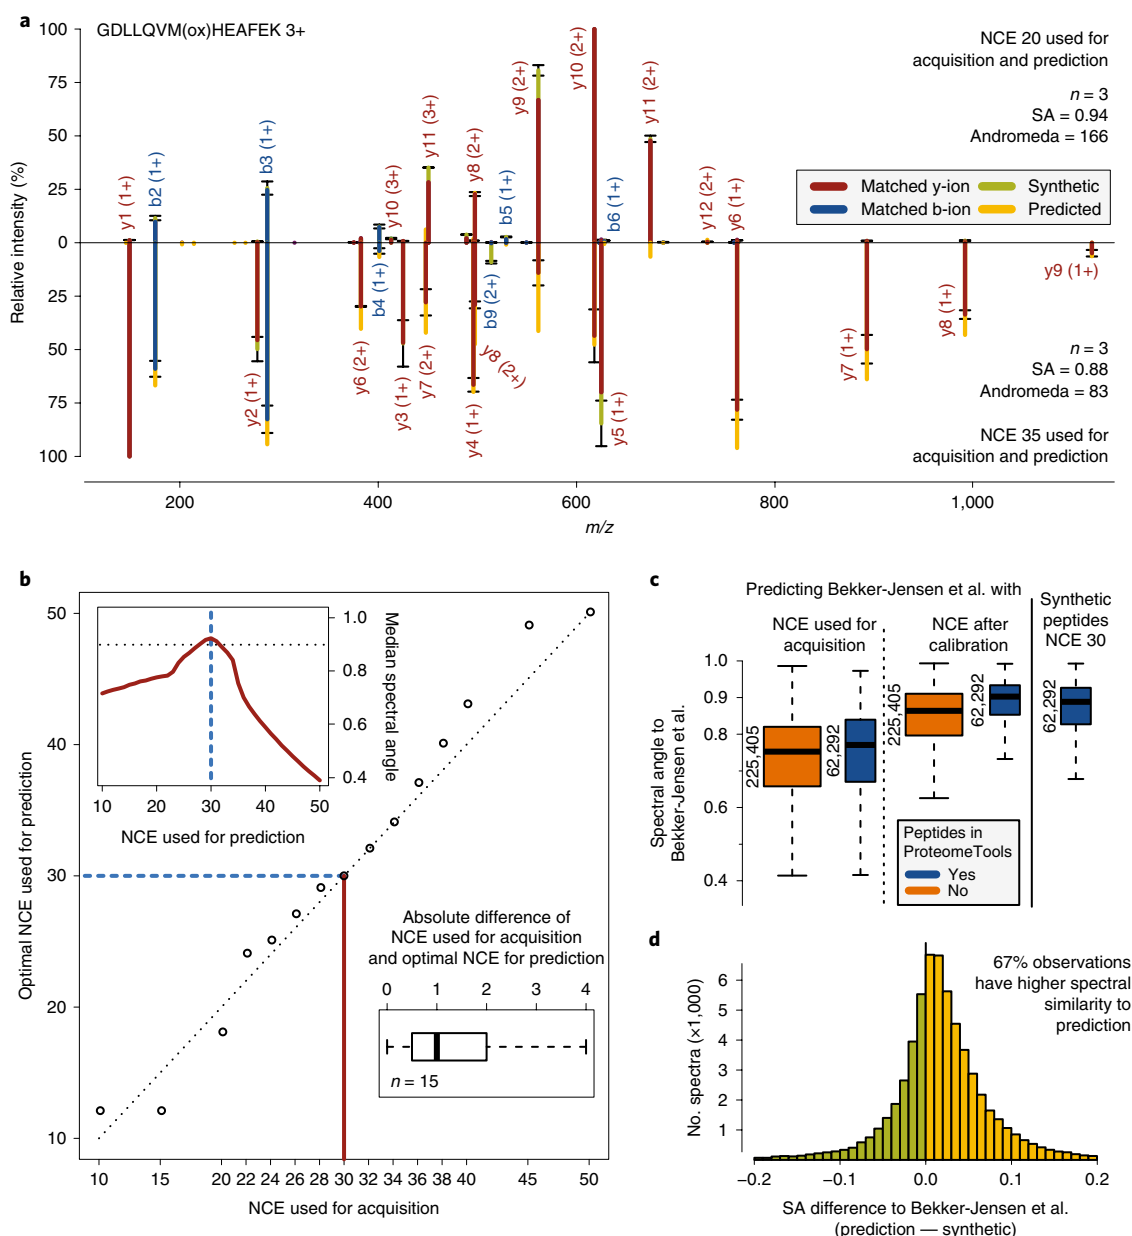 a
GDLLQVM(ox)HEAFEK 3+
NCE 20 used for
acquisition and prediction
n = 3
SA = 0.94
Andromeda = 166
Matched y-ion
Synthetic
Matched b-ion
Predicted
Relative intensity (%)
100
75
50
25
0
25
50
75
100
y1 (1+)
b2 (1+)
b3 (1+)
y10 (3+)
y11 (3+)
y8 (2+)
b5 (1+)
y9 (2+)
y10 (2+)
b6 (1+)
y11 (2+)
y12 (2+)
y6 (1+)
y2 (1+)
y6 (2+)
b4 (1+)
y3 (1+)
y7 (2+)
y4 (1+)
y8 (2+)
b9 (2+)
y5 (1+)
y7 (1+)
y8 (1+)
y9 (1+)
n = 3
SA = 0.88
Andromeda = 83
NCE 35 used for
acquisition and prediction
200
400
600
800
1,000
m/z
b
Optimal NCE used for prediction
50
40
30
20
10
1.0
0.8
0.6
0.4
Median spectral
angle
10 20 30 40 50
NCE used for prediction
Absolute difference of
NCE used for acquisition
and optimal NCE for prediction
0 1 2 3 4
n = 15
10 15 20 22 24 26 28 30 32 34 36 38 40 45 50
NCE used for acquisition
c
Predicting Bekker-Jensen et al. with
NCE used for
acquisition
NCE after
calibration
Synthetic
peptides
NCE 30
Spectral angle to
Bekker-Jensen et al.
1.0
0.9
0.8
0.6
0.4
225,405
62,292
225,405
62,292
62,292
Peptides in
ProteomeTools
Yes
No
d
67% observations
have higher spectral
similarity to
prediction
No. spectra (×1,000)
6
5
4
3
2
1
−0.2 −0.1 0.0 0.1 0.2
SA difference to Bekker-Jensen et al.
(prediction — synthetic)